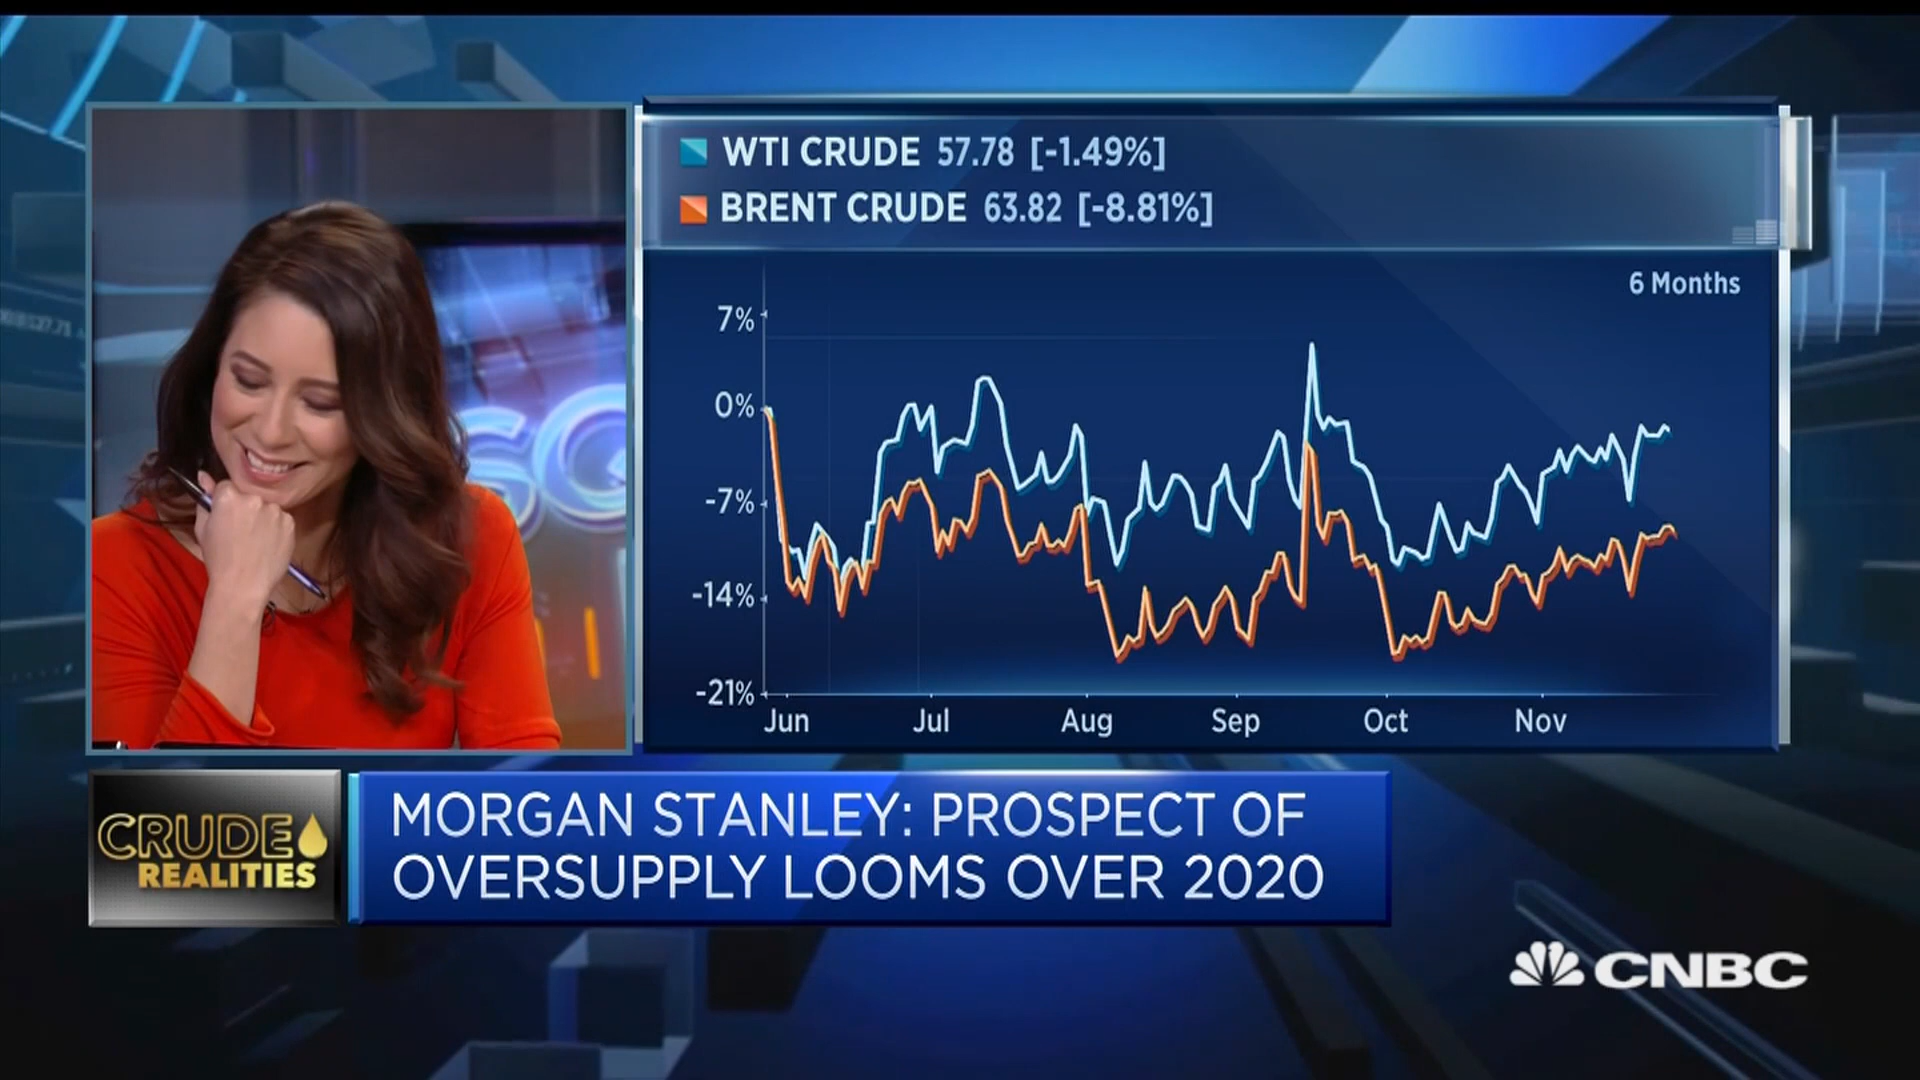 WTI CRUDE 57.78 [-1.49%]
BRENT CRUDE 63.82 [-8.81%]
6 Months
7%
0%
-7%
-14%
-21%
Jun Jul Aug Sep Oct Nov
CRUDE
REALITIES
MORGAN STANLEY: PROSPECT OF
OVERSUPPLY LOOMS OVER 2020
CNBC